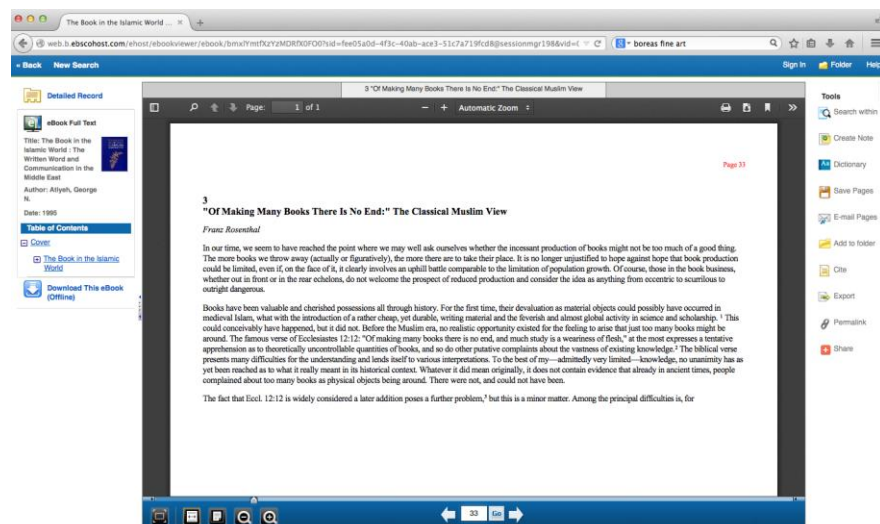 The Book in the Islamic World ...
web.b.ebscohost.com/ehost/ebookviewer/ebook/
boreas fine art
« Back New Search
Sign In Folder Help
Detailed Record
eBook Full Text
Title: The Book in the
Islamic World : The
Written Word and
Communication in the
Middle East
Author: Atiyeh, George
N.
Date: 1995
Table of Contents
Cover
The Book in the Islamic
World
Download This eBook
(Offline)
3 "Of Making Many Books There Is No End:" The Classical Muslim View
Page: 1 of 1
Automatic Zoom
Page 33
3
"Of Making Many Books There Is No End:" The Classical Muslim View
Franz Rosenthal
In our time, we seem to have reached the point where we may well ask ourselves whether the incessant production of books might not be too much of a good thing.
The more books we throw away (actually or figuratively), the more there are to take their place. It is no longer unjustified to hope against hope that book production
could be limited, even if, on the face of it, it clearly involves an uphill battle comparable to the limitation of population growth. Of course, those in the book business,
whether out in front or in the rear echelons, do not welcome the prospect of reduced production and consider the idea as anything from eccentric to scurrilous to
outright dangerous.
Books have been valuable and cherished possessions all through history. For the first time, their devaluation as material objects could possibly have occurred in
medieval Islam, what with the introduction of a rather cheap, yet durable, writing material and the feverish and almost global activity in science and scholarship. 1 This
could conceivably have happened, but it did not. Before the Muslim era, no realistic opportunity existed for the feeling to arise that just too many books might be
around. The famous verse of Ecclesiastes 12:12: "Of making many books there is no end, and much study is a weariness of flesh," at the most expresses a tentative
apprehension as to theoretically uncontrollable quantities of books, and so do other putative complaints about the vastness of existing knowledge.2 The biblical verse
presents many difficulties for the understanding and lends itself to various interpretations. To the best of my—admittedly very limited—knowledge, no unanimity has as
yet been reached as to what it really meant in its historical context. Whatever it did mean originally, it does not contain evidence that already in ancient times, people
complained about too many books as physical objects being around. There were not, and could not have been.
The fact that Eccl. 12:12 is widely considered a later addition poses a further problem,3 but this is a minor matter. Among the principal difficulties is, for
33 Go
Tools
Search within
Create Note
Dictionary
Save Pages
E-mail Pages
Add to folder
Cite
Export
Permalink
Share